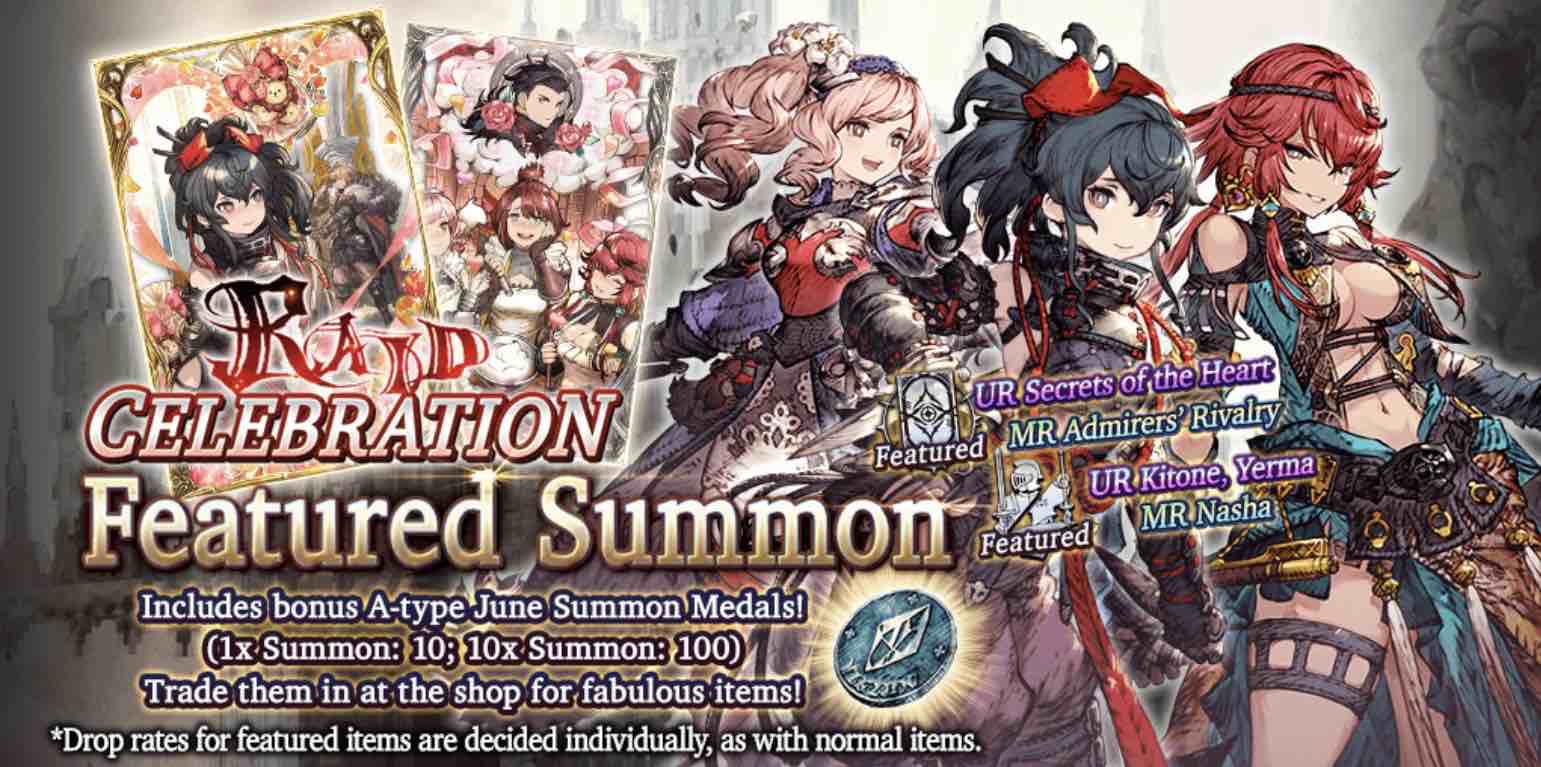 RAID
CELEBRATION
Featured Summon
Featured
UR Secrets of the Heart
MR Admirers' Rivalry
Featured
UR Kitone, Yerma
MR Nasha
Includes bonus A-type June Summon Medals!
(1x Summon: 10; 10x Summon: 100)
Trade them in at the shop for fabulous items!
*Drop rates for featured items are decided individually, as with normal items.